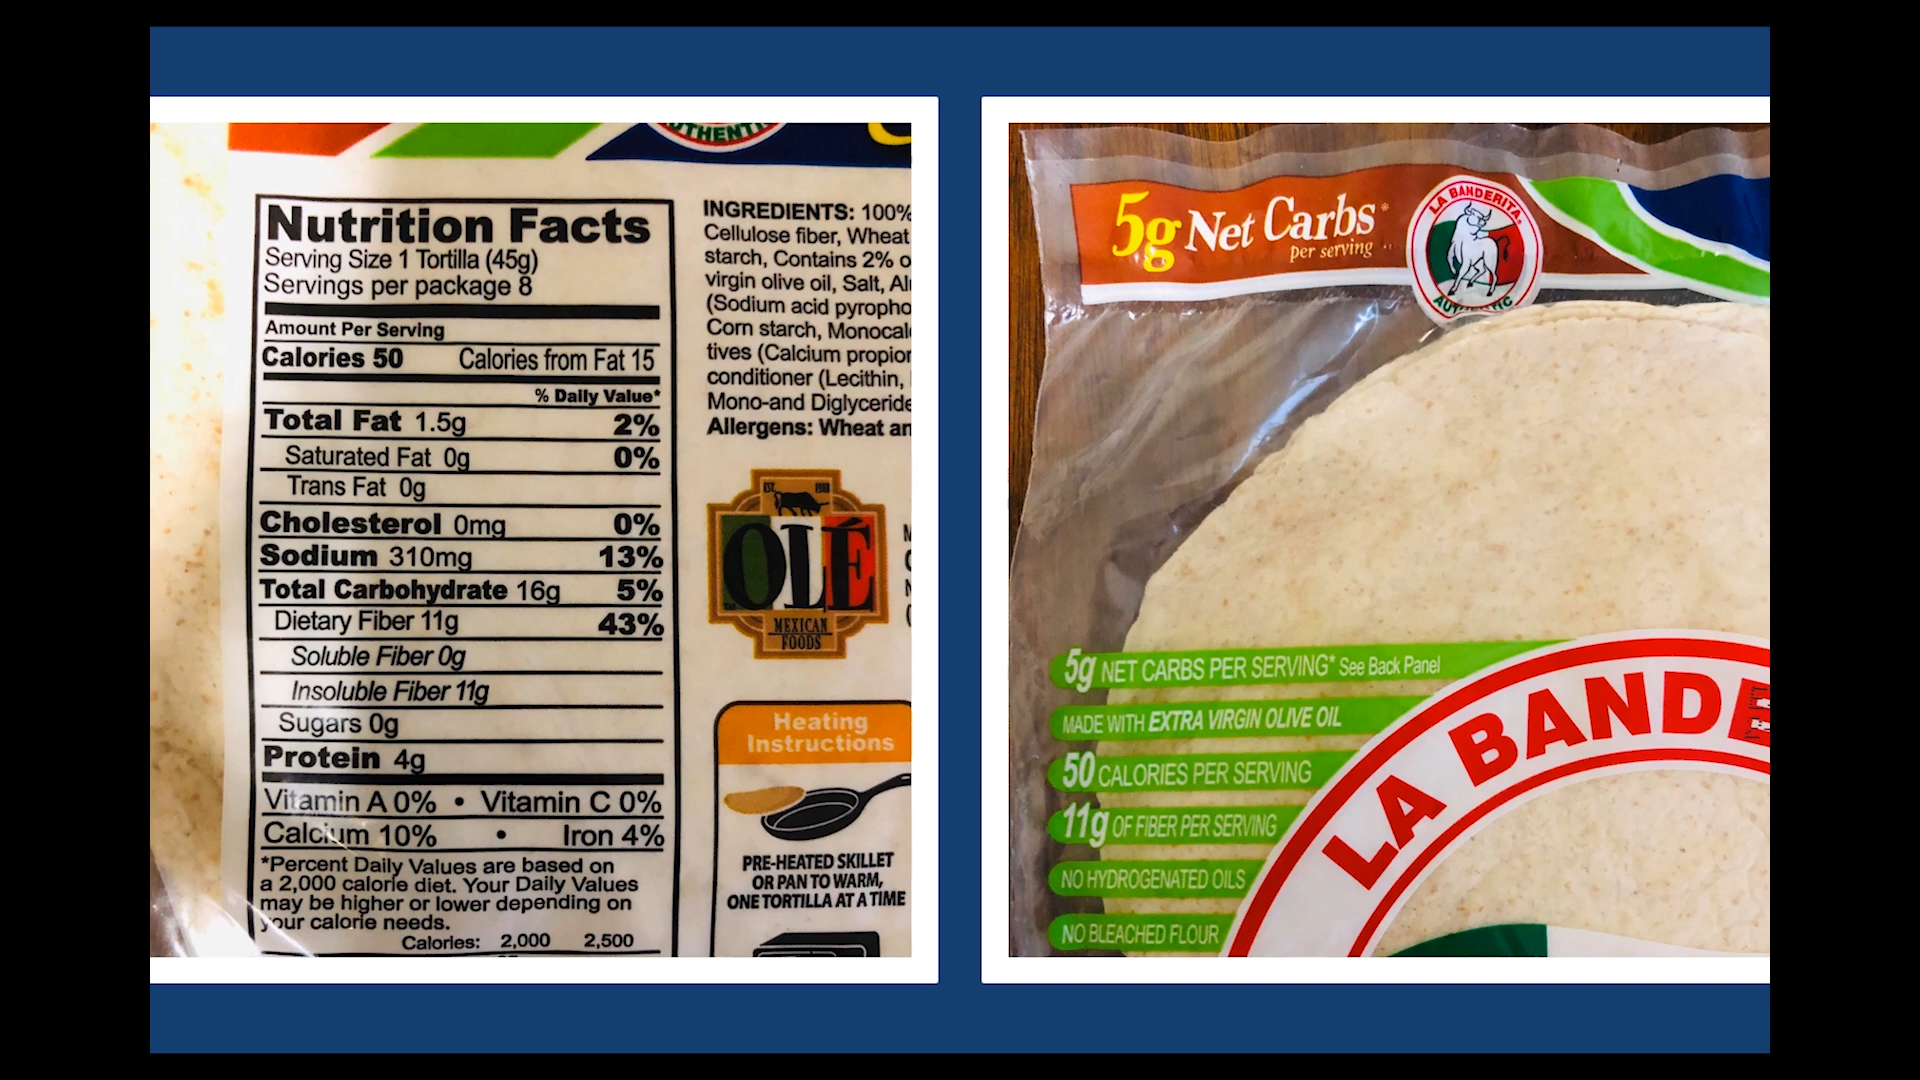 AUTHENTI
Nutrition Facts
Serving Size 1 Tortilla (45g)
Servings per package 8
Amount Per Serving
Calories 50 Calories from Fat 15
% Daily Value*
Total Fat 1.5g 2%
Saturated Fat 0g 0%
Trans Fat 0g
Cholesterol 0mg 0%
Sodium 310mg 13%
Total Carbohydrate 16g 5%
Dietary Fiber 11g 43%
Soluble Fiber 0g
Insoluble Fiber 11g
Sugars 0g
Protein 4g
Vitamin A 0% • Vitamin C 0%
Calcium 10% • Iron 4%
*Percent Daily Values are based on
a 2,000 calorie diet. Your Daily Values
may be higher or lower depending on
your calorie needs.
Calories: 2,000 2,500
INGREDIENTS: 100%
Cellulose fiber, Wheat
starch, Contains 2% o
virgin olive oil, Salt, Al
(Sodium acid pyropho
Corn starch, Monocal
tives (Calcium propion
conditioner (Lecithin,
Mono-and Diglyceride
Allergens: Wheat an
EST. 1988
OLÉ
MEXICAN
FOODS
Heating
Instructions
PRE-HEATED SKILLET
OR PAN TO WARM,
ONE TORTILLA AT A TIME
5g Net Carbs*
per serving
LA BANDERITA
AUTHENTIC
5g NET CARBS PER SERVING* See Back Panel
MADE WITH EXTRA VIRGIN OLIVE OIL
50 CALORIES PER SERVING
11g OF FIBER PER SERVING
NO HYDROGENATED OILS
NO BLEACHED FLOUR
LA BANDE